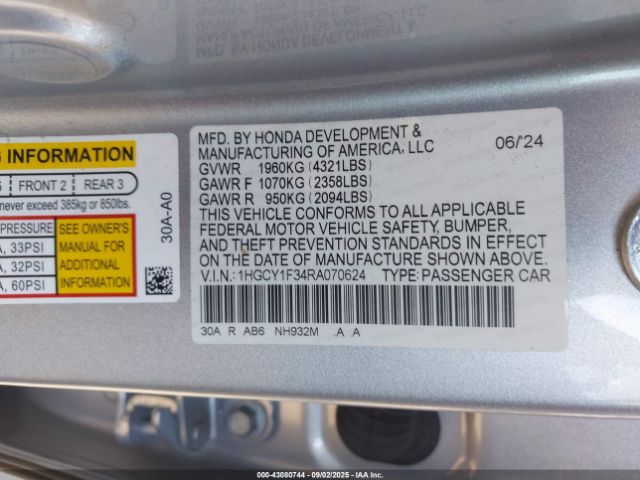 MFD. BY HONDA DEVELOPMENT &
MANUFACTURING OF AMERICA, LLC
06/'24
GVWR 1960KG (4321LBS)
GAWR F 1070KG (2358LBS)
GAWR R 950KG (2094LBS)
THIS VEHICLE CONFORMS TO ALL APPLICABLE
FEDERAL MOTOR VEHICLE SAFETY, BUMPER,
AND THEFT PREVENTION STANDARDS IN EFFECT
ON THE DATE OF MANUFACTURE SHOWN ABOVE.
V.I.N.: 1HGCY1F34RA070624 TYPE: PASSENGER CAR
30A R AB6 NH932M .A .A
INFORMATION
FRONT 2 REAR 3
never exceed 385kg or 850lbs.
PRESSURE
33PSI
32PSI
60PSI
SEE OWNER'S
MANUAL FOR
ADDITIONAL
INFORMATION
30A-A0
000-43080744 - 09/02/2025 - IAA Inc.